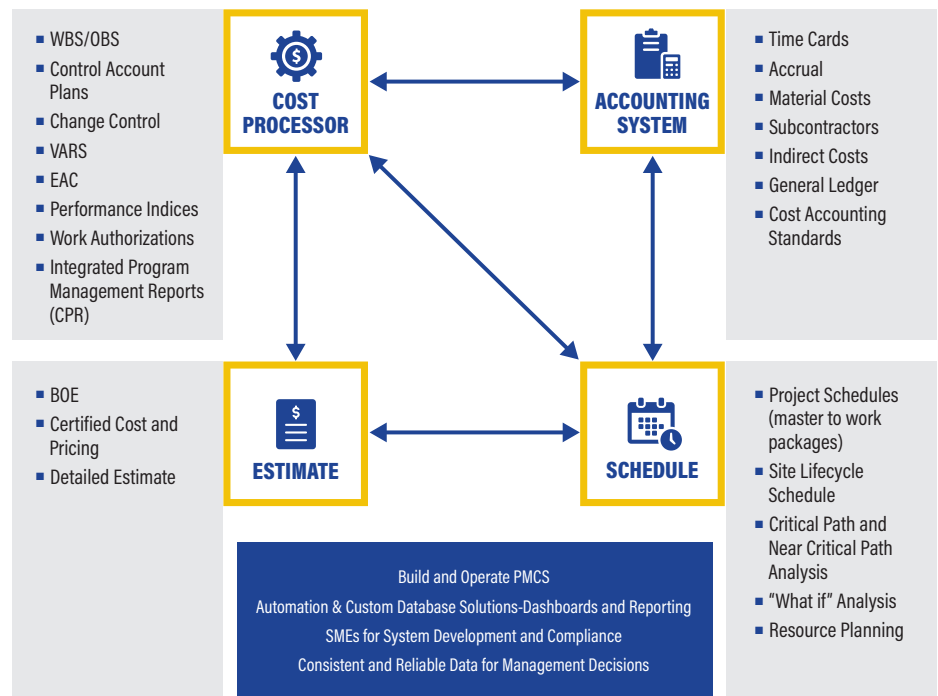 WBS/OBS
Control Account
Plans
Change Control
VARS
EAC
Performance Indices
Work Authorizations
Integrated Program
Management Reports
(CPR)
$
COST
PROCESSOR
ACCOUNTING
SYSTEM
Time Cards
Accrual
Material Costs
Subcontractors
Indirect Costs
General Ledger
Cost Accounting
Standards
BOE
Certified Cost and
Pricing
Detailed Estimate
$
ESTIMATE
SCHEDULE
Project Schedules
(master to work
packages)
Site Lifecycle
Schedule
Critical Path and
Near Critical Path
Analysis
"What if" Analysis
Resource Planning
Build and Operate PMCS
Automation & Custom Database Solutions-Dashboards and Reporting
SMEs for System Development and Compliance
Consistent and Reliable Data for Management Decisions